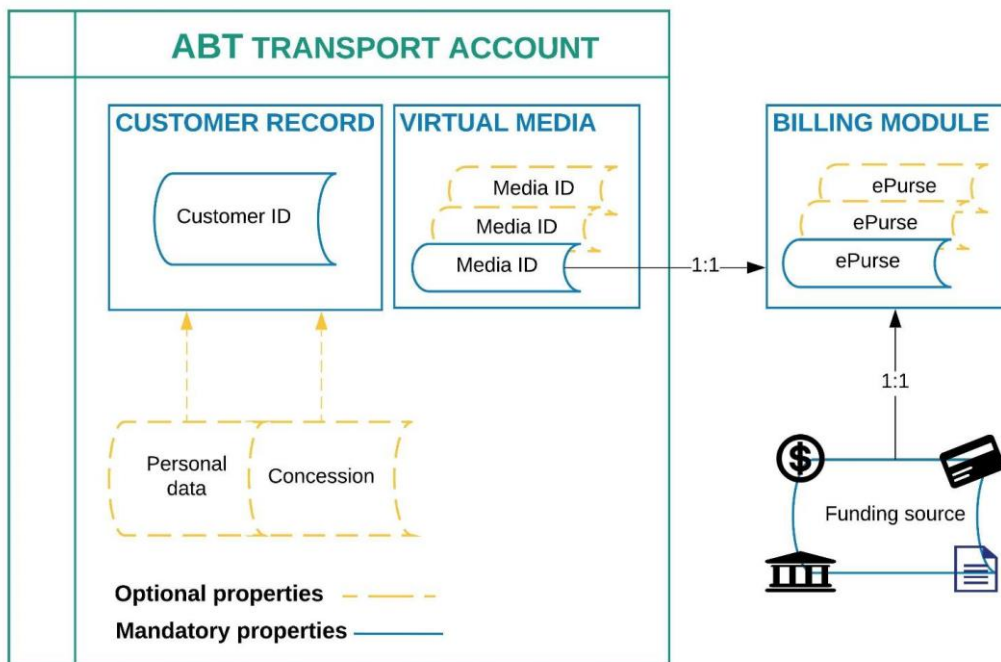 ABT TRANSPORT ACCOUNT
CUSTOMER RECORD
Customer ID
VIRTUAL MEDIA
Media ID
Media ID
Media ID
1:1
BILLING MODULE
ePurse
ePurse
ePurse
1:1
Personal
data
Concession
$
Funding source
Optional properties
Mandatory properties